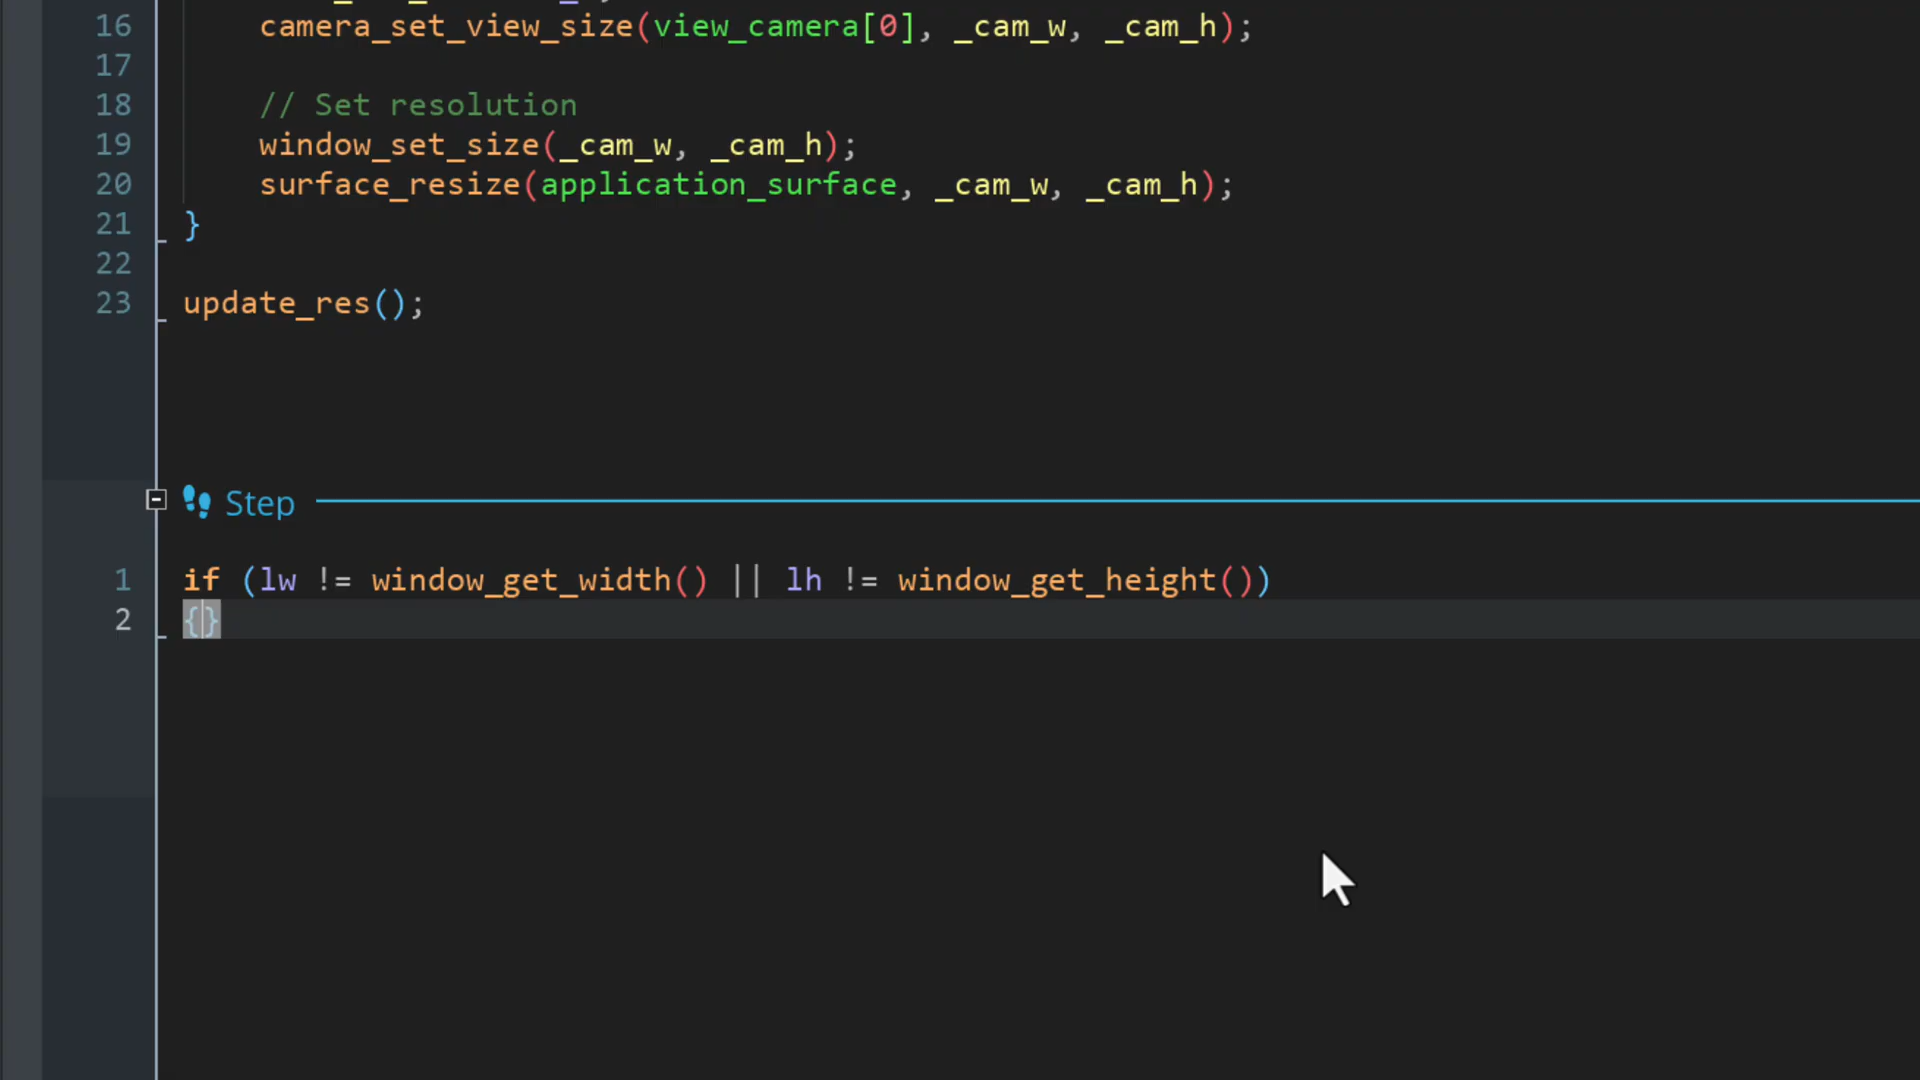 16 camera_set_view_size(view_camera[0], _cam_w, _cam_h);
17
18 // Set resolution
19 window_set_size(_cam_w, _cam_h);
20 surface_resize(application_surface, _cam_w, _cam_h);
21 }
22
23 update_res();
Step
1 if (lw != window_get_width() || lh != window_get_height())
2 {}